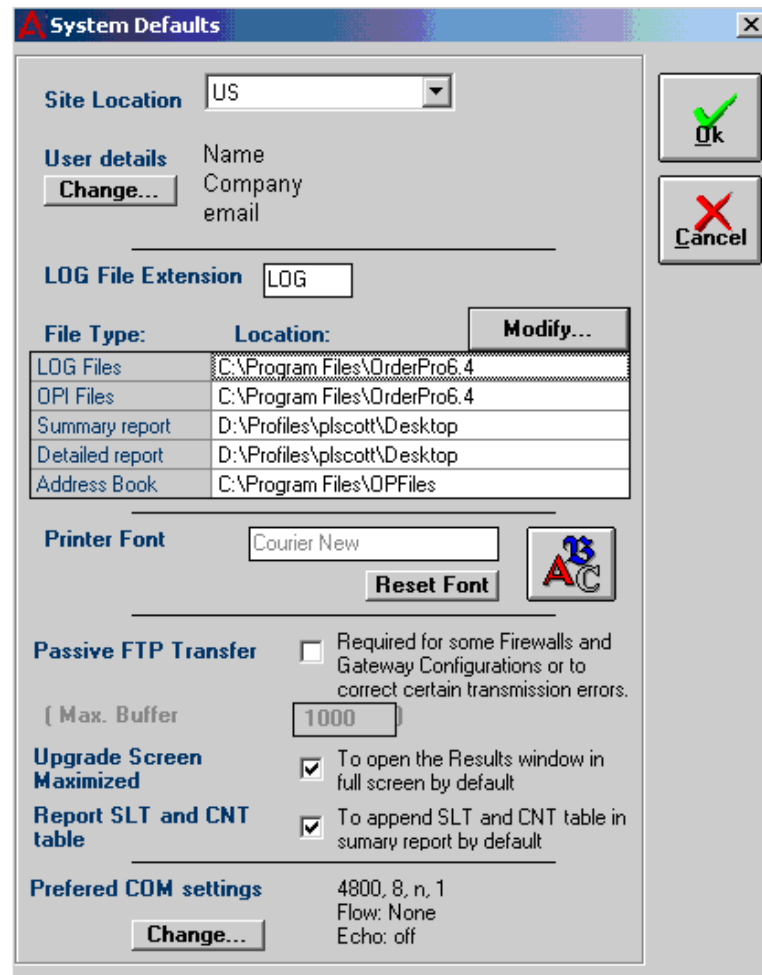 System Defaults
Site Location US
Ok
User details Name
Change... Company
email
Cancel
LOG File Extension LOG
File Type: Location: Modify...
LOG Files C:\Program Files\OrderPro6.4
OPI Files C:\Program Files\OrderPro6.4
Summary report D:\Profiles\plscott\Desktop
Detailed report D:\Profiles\plscott\Desktop
Address Book C:\Program Files\OPFiles
Printer Font Courier New
ABC
Reset Font
Passive FTP Transfer Required for some Firewalls and
Gateway Configurations or to
correct certain transmission errors.
( Max. Buffer 1000 )
Upgrade Screen To open the Results window in
Maximized full screen by default
Report SLT and CNT To append SLT and CNT table in
table sumary report by default
Prefered COM settings 4800, 8, n, 1
Flow: None
Change... Echo: off